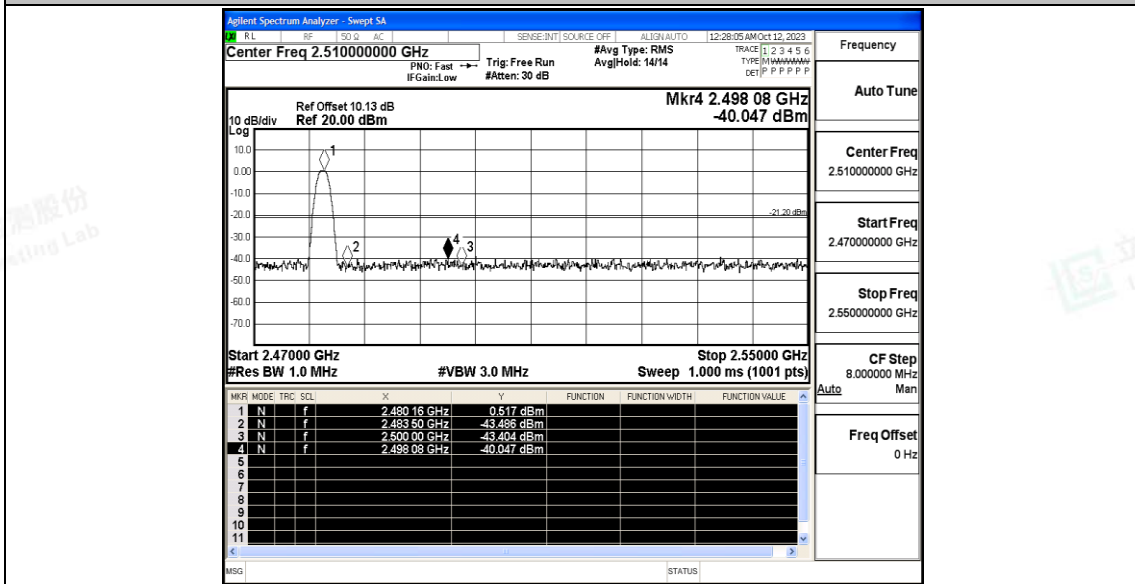 Agilent Spectrum Analyzer - Swept SA
RL RF 50 Ω AC SENSE:INT SOURCE OFF ALIGN AUTO 12:28:05 AM Oct 12, 2023
Center Freq 2.510000000 GHz
PNO: Fast
IFGain:Low
Trig: Free Run
#Atten: 30 dB
#Avg Type: RMS
Avg|Hold: 14/14
TRACE 1 2 3 4 5 6
TYPE M W W W W W
DET P P P P P P
Frequency
Auto Tune
Center Freq
2.510000000 GHz
Start Freq
2.470000000 GHz
Stop Freq
2.550000000 GHz
CF Step
8.000000 MHz
Auto Man
Freq Offset
0 Hz
Mkr4 2.498 08 GHz
-40.047 dBm
Ref Offset 10.13 dB
10 dB/div Ref 20.00 dBm
Log
10.0
0.00
-10.0
-20.0
-30.0
-40.0
-50.0
-60.0
-70.0
1
2
4
3
-21.20 dBm
Start 2.47000 GHz Stop 2.55000 GHz
#Res BW 1.0 MHz #VBW 3.0 MHz Sweep 1.000 ms (1001 pts)
MKR MODE TRC SCL X Y FUNCTION FUNCTION WIDTH FUNCTION VALUE
1 N f 2.480 16 GHz 0.517 dBm
2 N f 2.483 50 GHz -43.486 dBm
3 N f 2.500 00 GHz -43.404 dBm
4 N f 2.498 08 GHz -40.047 dBm
5
6
7
8
9
10
11
MSG STATUS
股份
ting Lab
立